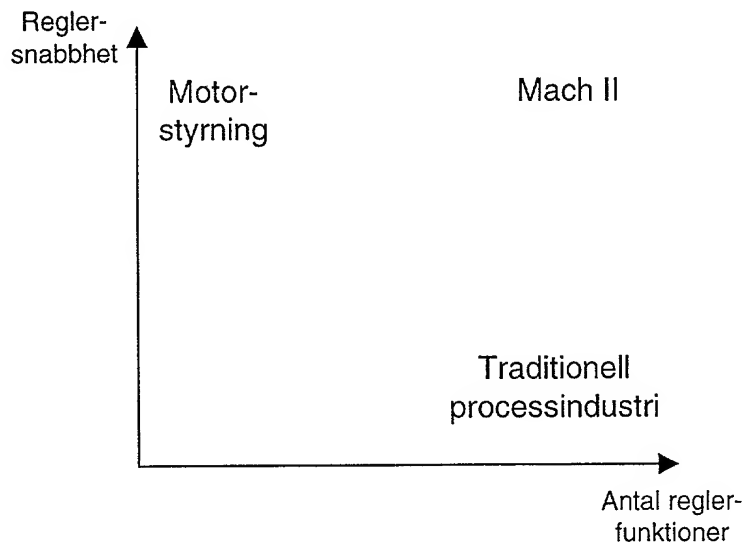 Regler-
snabbhet
Motor-
styrning
Mach II
Traditionell
processindustri
Antal regler-
funktioner